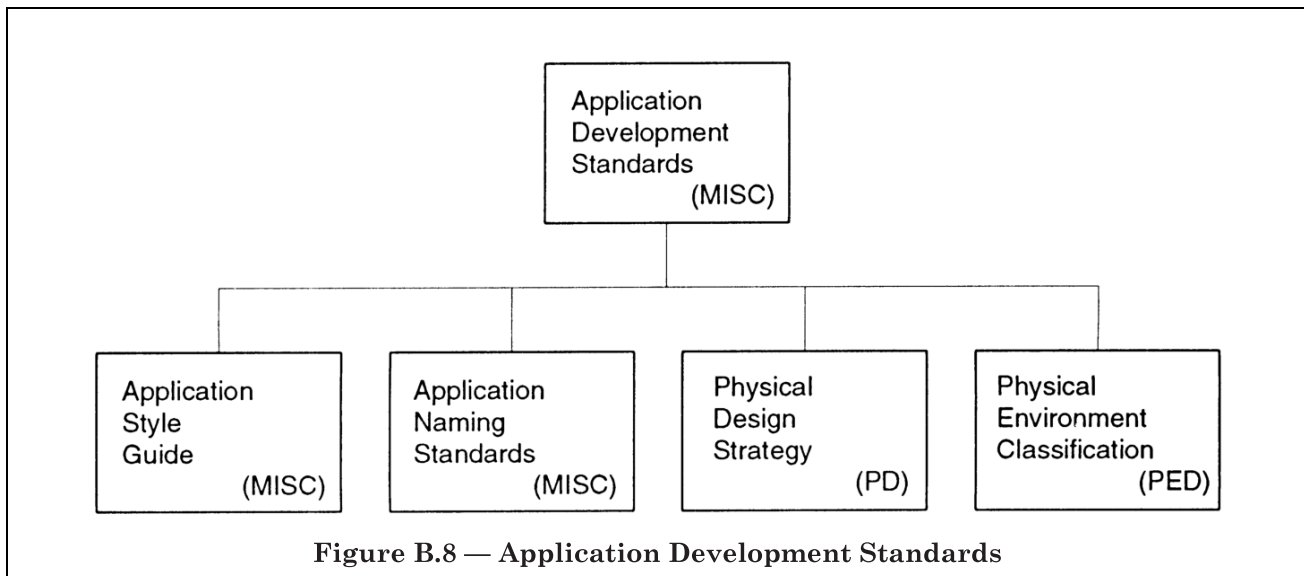 Application
Development
Standards
(MISC)
Application
Style
Guide
(MISC)
Application
Naming
Standards
(MISC)
Physical
Design
Strategy
(PD)
Physical
Environment
Classification
(PED)
Figure B.8 — Application Development Standards